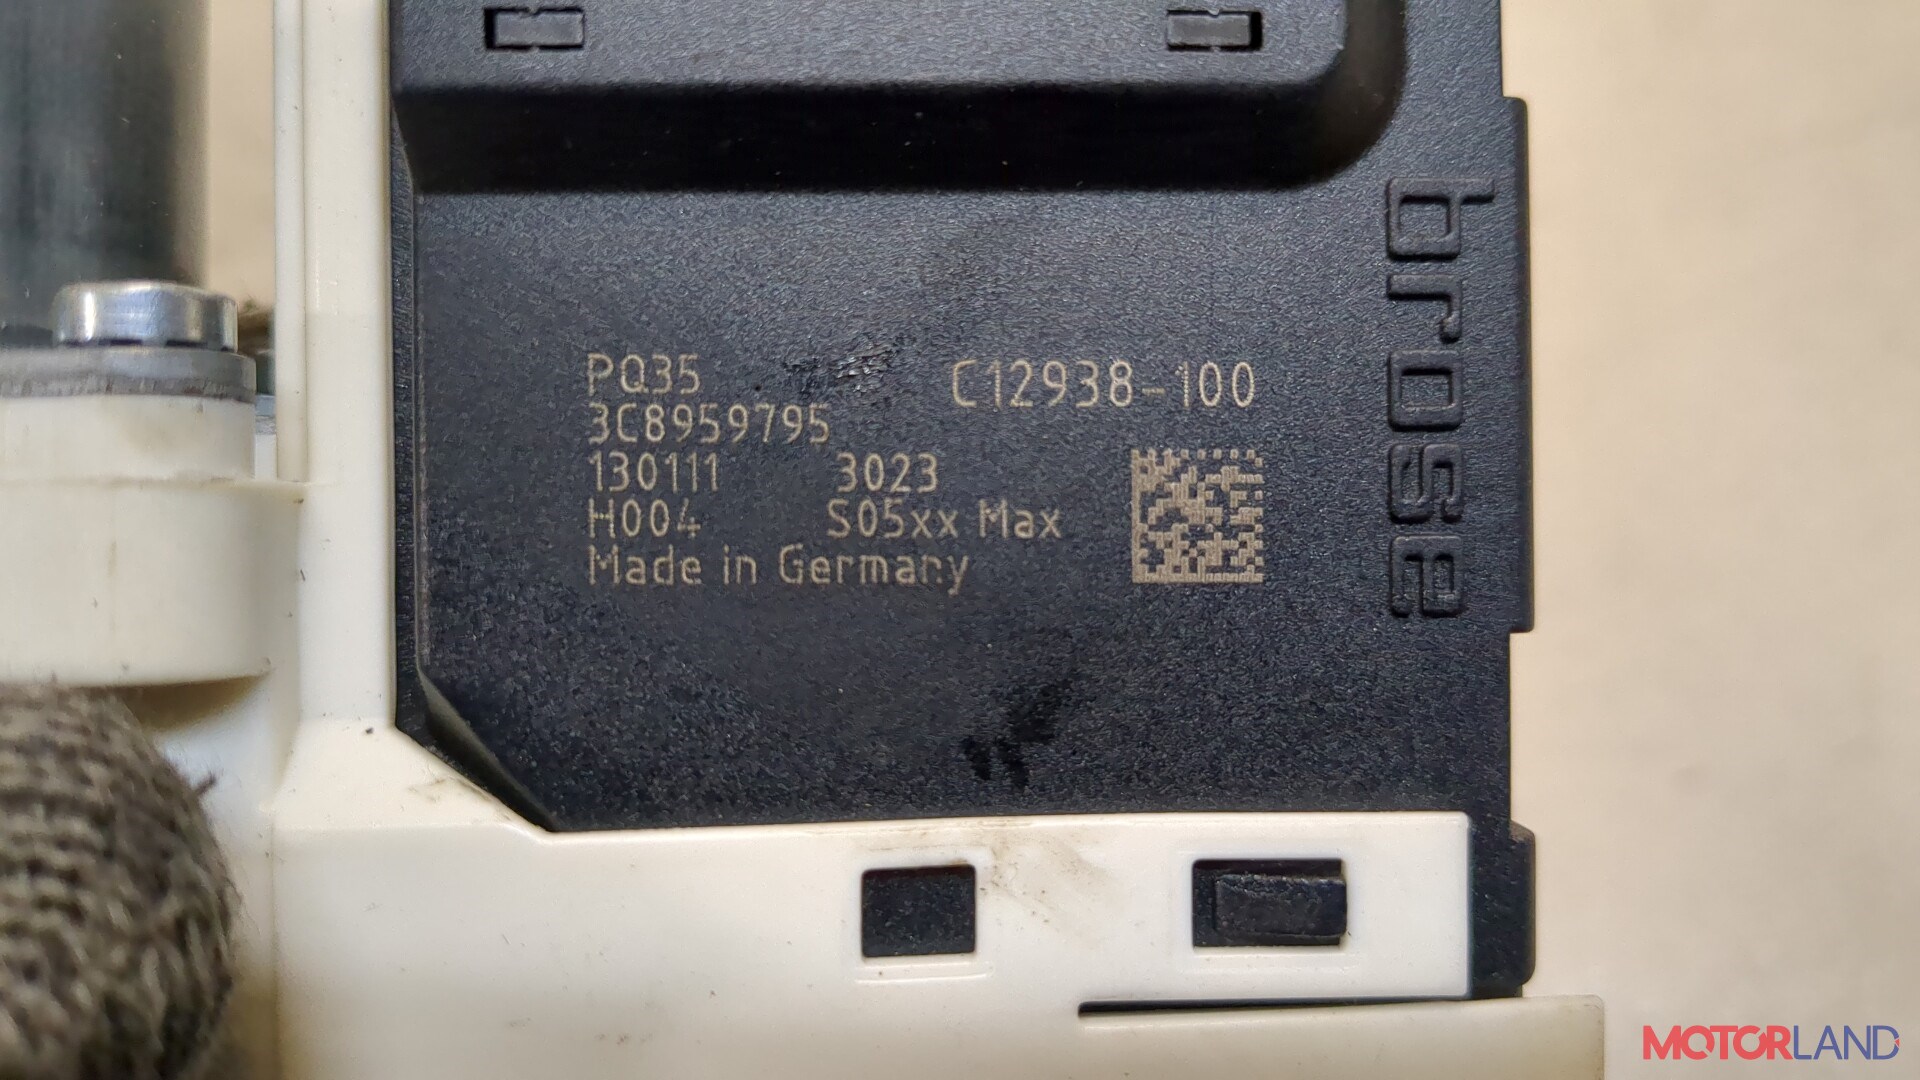 PQ35 C12938-100
3C8959795
130111 3023
H004 S05xx Max
Made in Germany
brose
MOTORLAND